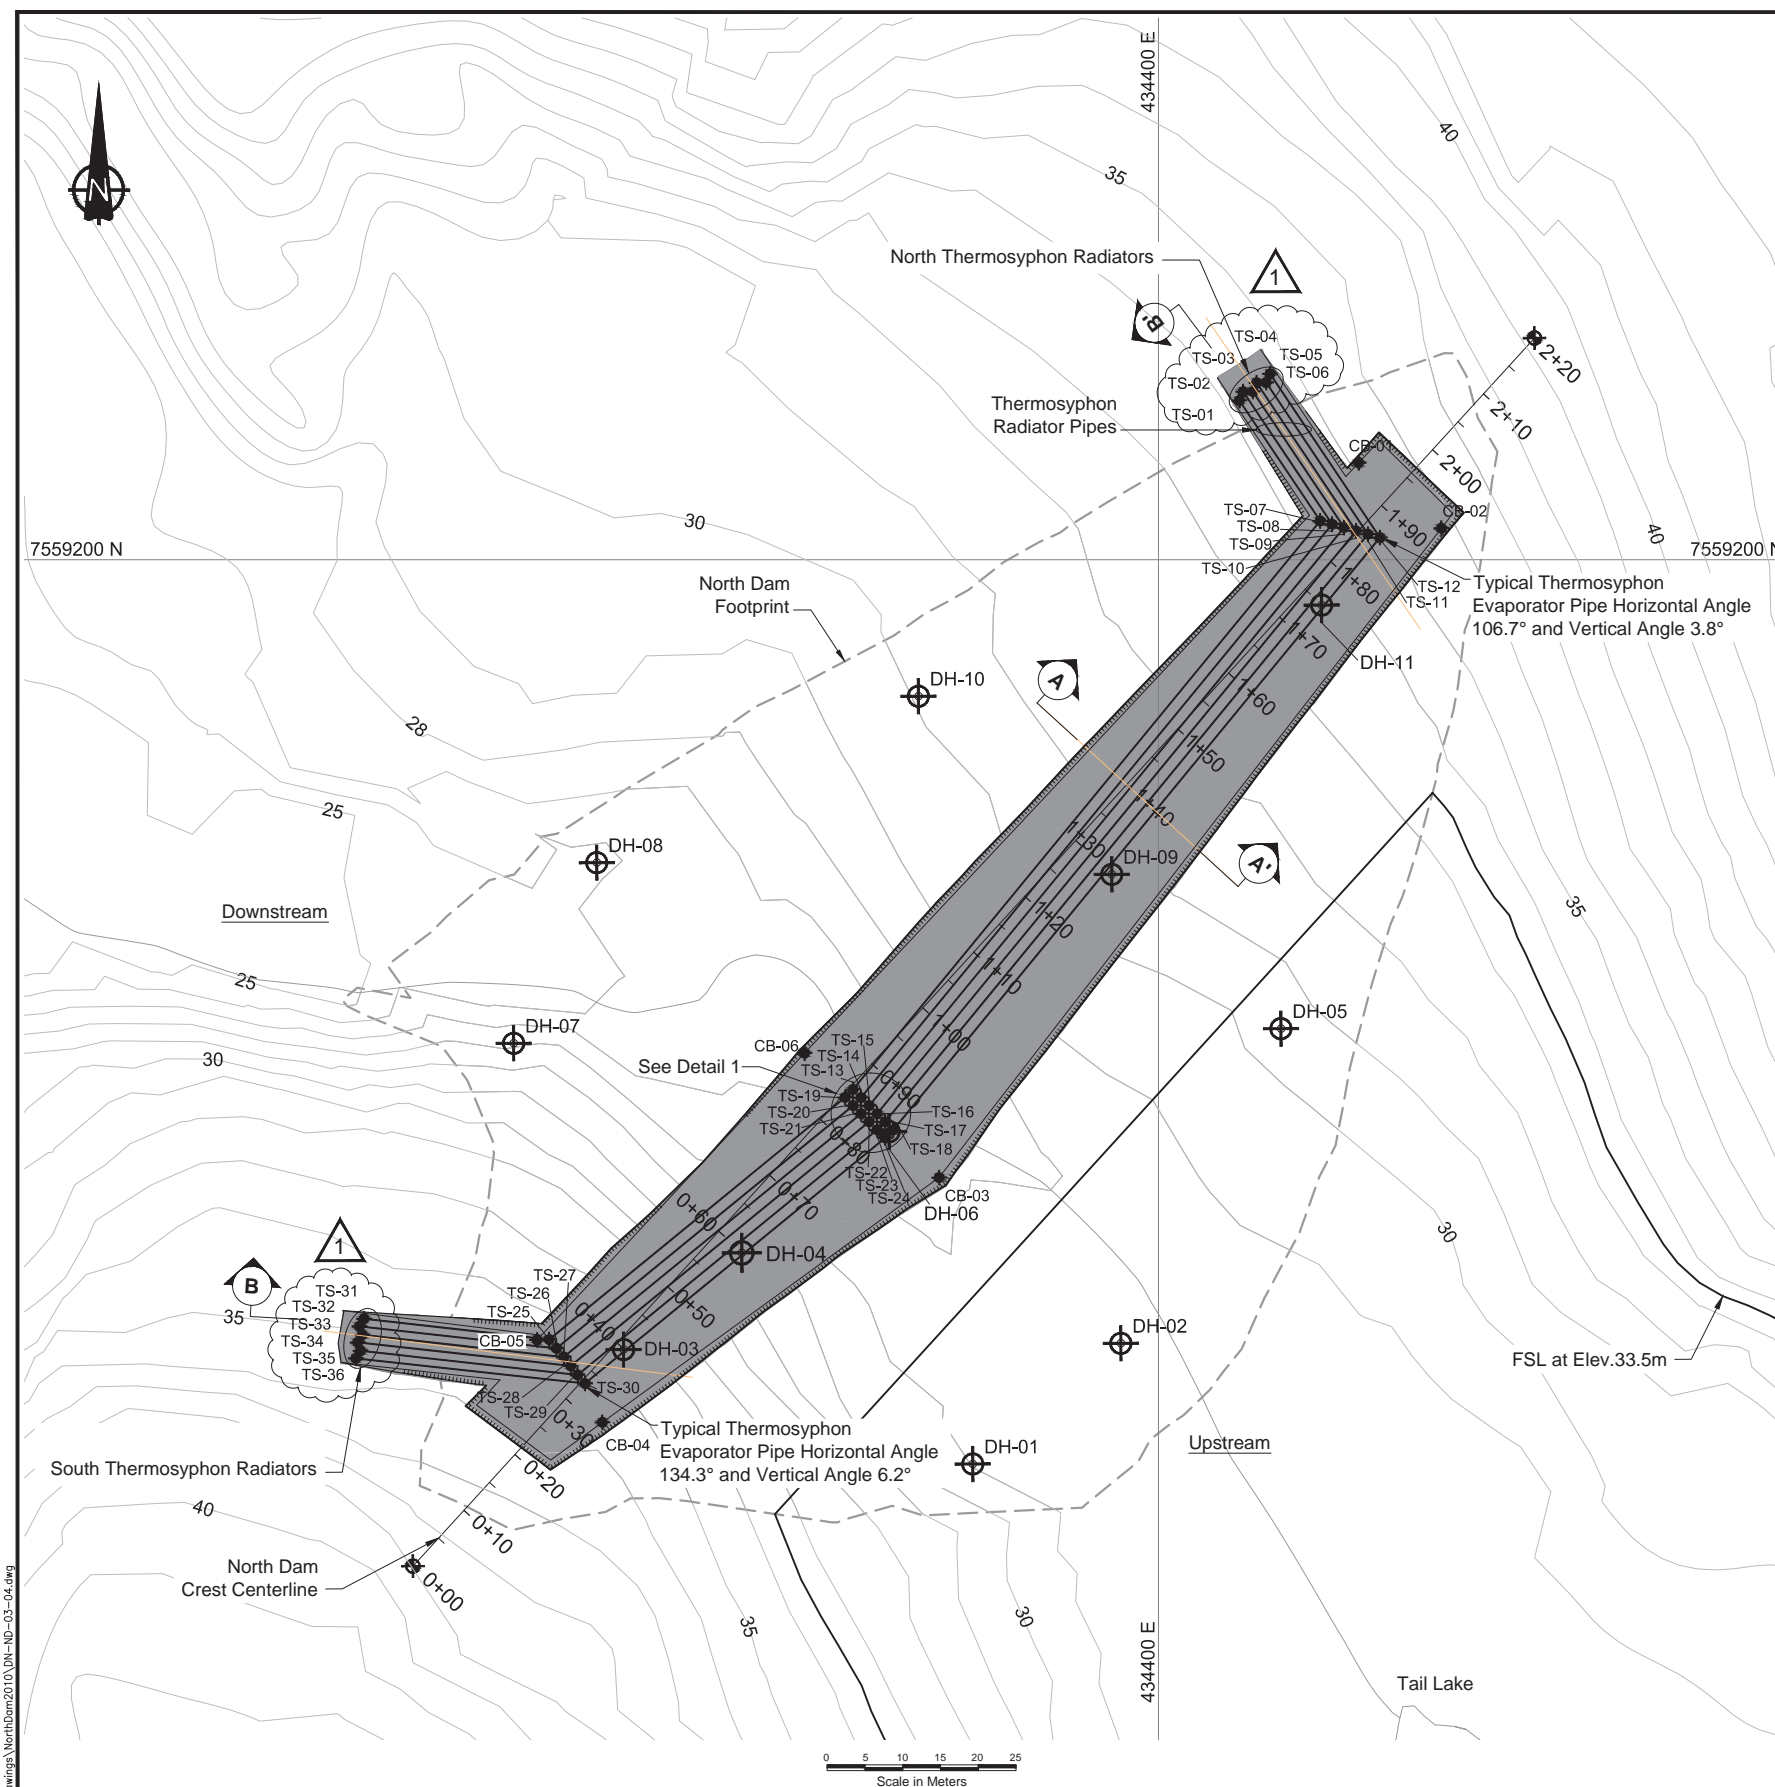 434400 E
40
35
N
North Thermosyphon Radiators
1
B'
TS-04
TS-03
TS-05
TS-06
TS-02
TS-01
2+20
Thermosyphon
Radiator Pipes
2+10
CB-0
2+00
30
TS-07
TS-08
TS-09
TS-10
CB-02
1+90
40
7559200 N
7559200 N
North Dam
Footprint
1+80
TS-12
TS-11
Typical Thermosyphon
Evaporator Pipe Horizontal Angle
106.7° and Vertical Angle 3.8°
1+70
DH-11
A
DH-10
1+60
28
1+50
25
1+10
1+30
DH-08
DH-09
A'
Downstream
1+20
35
25
1+10
DH-07
DH-05
1+00
30
See Detail 1
CB-06
TS-15
TS-14
TS-13
0+90
TS-19
TS-20
TS-21
TS-16
TS-17
TS-18
0+80
TS-22
TS-23
TS-24
CB-03
DH-06
0+70
0+60
30
DH-04
1
B
35
TS-31
TS-32
TS-33
TS-34
TS-35
TS-36
TS-27
TS-26
TS-25
CB-05
0+50
0+40
DH-03
DH-02
FSL at Elev.33.5m
TS-28
TS-29
TS-30
0+30
CB-04
Typical Thermosyphon
Evaporator Pipe Horizontal Angle
134.3° and Vertical Angle 6.2°
DH-01
Upstream
South Thermosyphon Radiators
0+20
40
0+10
North Dam
Crest Centerline
0+00
35
30
434400 E
Tail Lake
0 5 10 15 20 25
Scale in Meters
wings\NorthDam2010\DN-ND-03-04.dwg